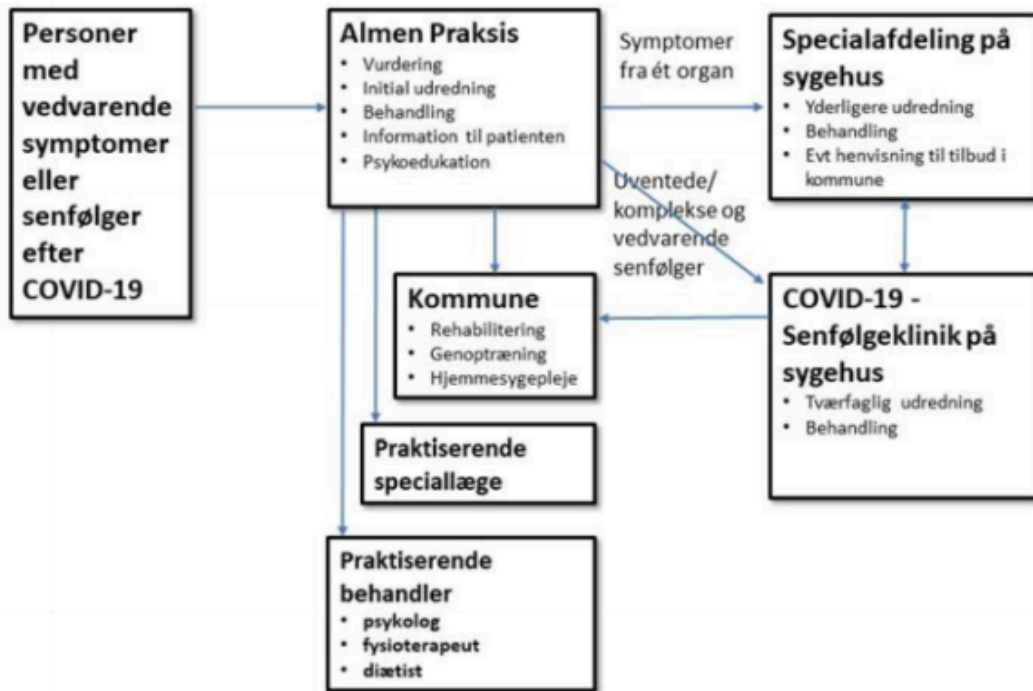 Personer
med
vedvarende
symptomer
eller
senfølger
efter
COVID-19
Almen Praksis
• Vurdering
• Initial udredning
• Behandling
• Information til patienten
• Psykoedukation
Symptomer
fra ét organ
Specialafdeling på
sygehus
• Yderligere udredning
• Behandling
• Evt henvisning til tilbud i
kommune
Uventede/
komplekse og
vedvarende
senfølger
Kommune
• Rehabilitering
• Genoptræning
• Hjemmesygepleje
COVID-19 -
Senfølgeklinik på
sygehus
• Tværfaglig udredning
• Behandling
Praktiserende
speciallæge
Praktiserende
behandler
• psykolog
• fysioterapeut
• diætist